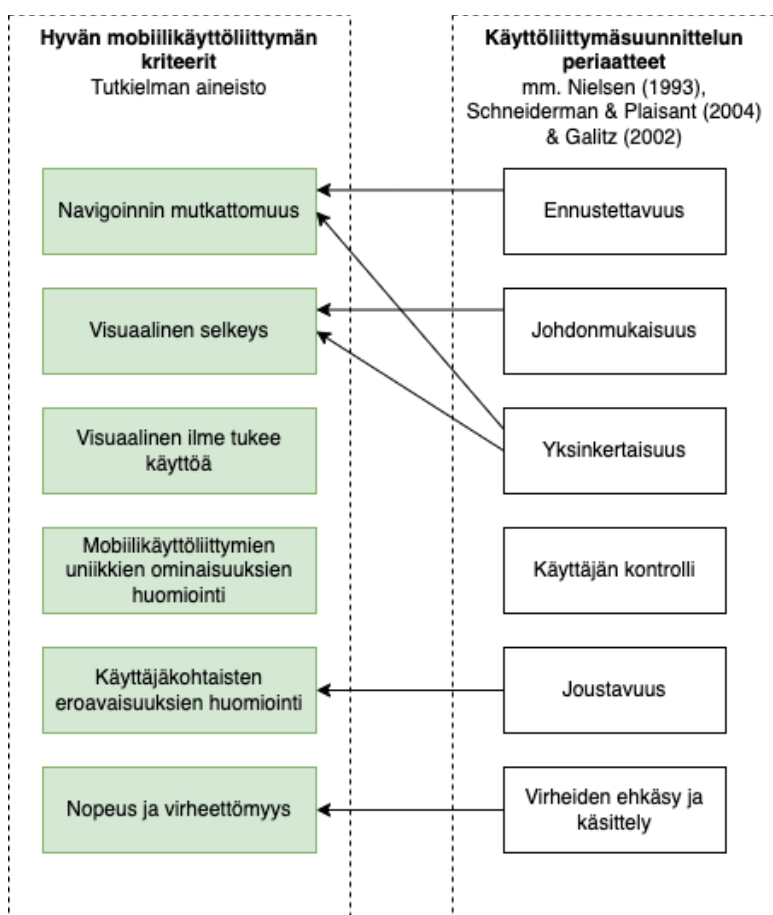 Hyvän mobiilikäyttöliittymän
kriteerit
Tutkielman aineisto
Navigoinnin mutkattomuus
Visuaalinen selkeys
Visuaalinen ilme tukee
käyttöä
Mobiilikäyttöliittymien
uniikkien ominaisuuksien
huomiointi
Käyttäjäkohtaisten
eroavaisuuksien huomiointi
Nopeus ja virheettömyys
Käyttöliittymäsuunnittelun
periaatteet
mm. Nielsen (1993),
Schneiderman & Plaisant (2004)
& Galitz (2002)
Ennustettavuus
Johdonmukaisuus
Yksinkertaisuus
Käyttäjän kontrolli
Joustavuus
Virheiden ehkäsy ja
käsittely